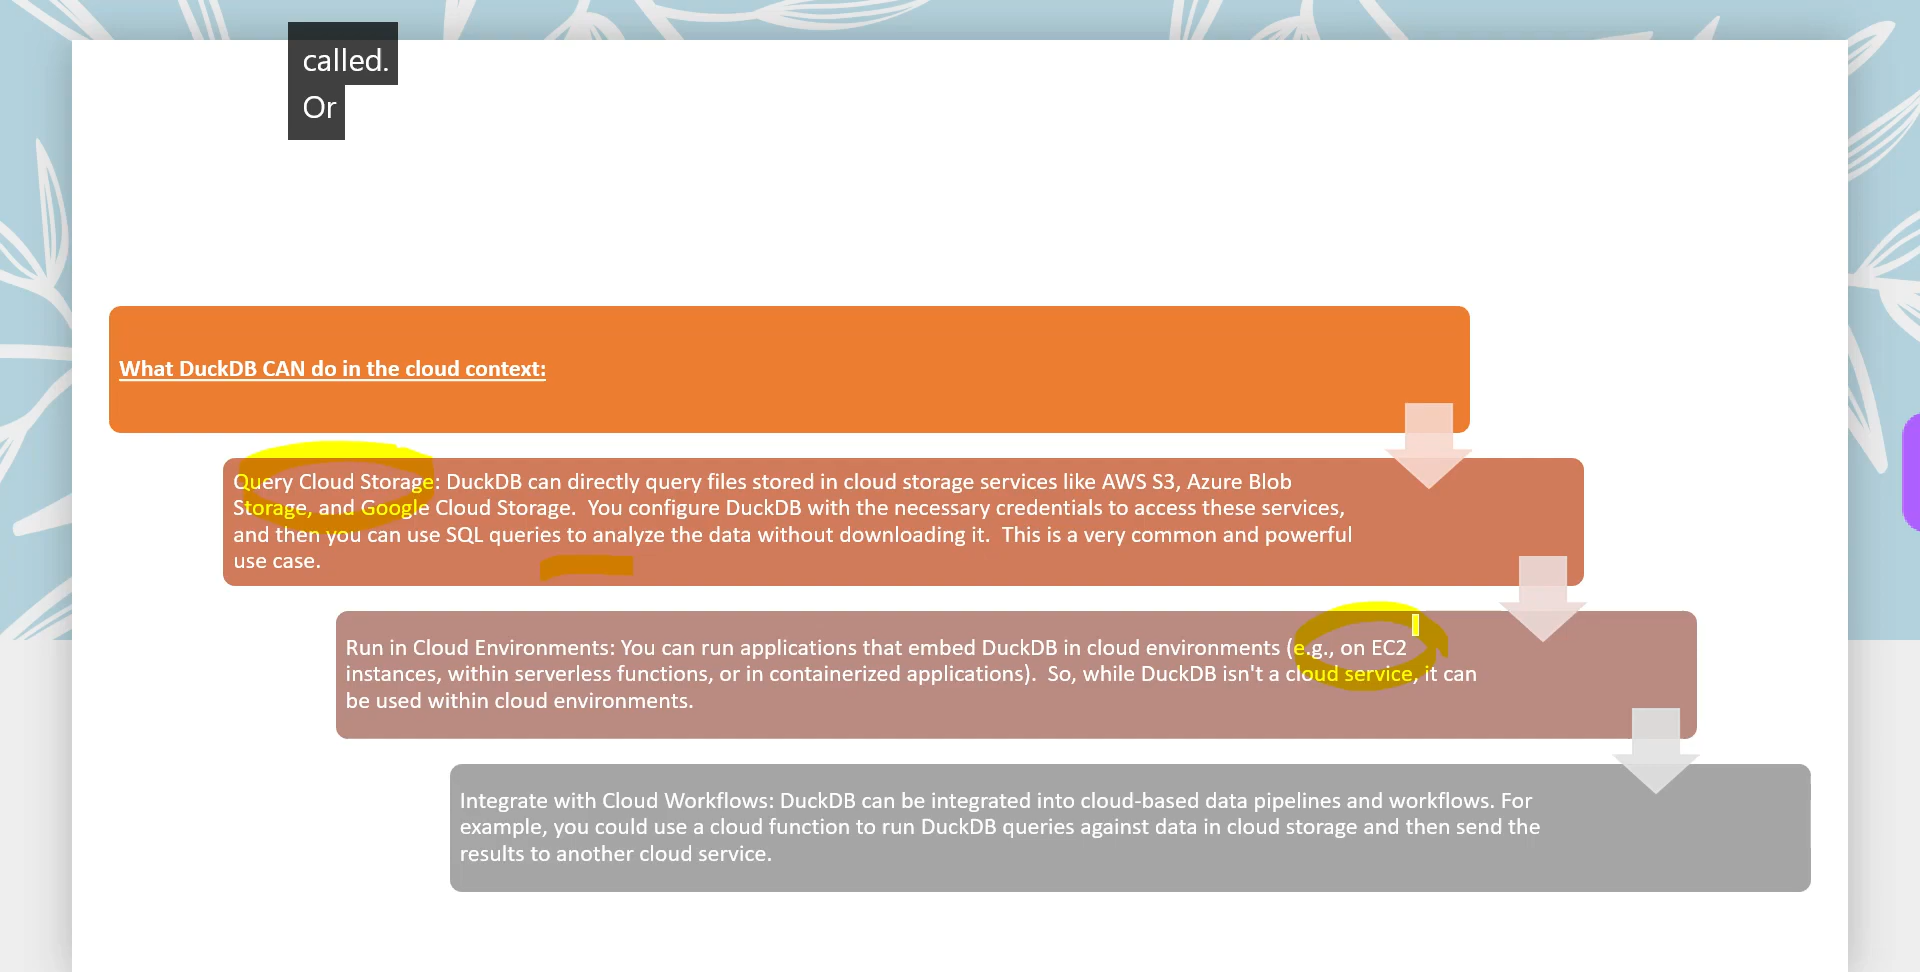 called.
Or
What DuckDB CAN do in the cloud context:
Query Cloud Storage: DuckDB can directly query files stored in cloud storage services like AWS S3, Azure Blob
Storage, and Google Cloud Storage.  You configure DuckDB with the necessary credentials to access these services,
and then you can use SQL queries to analyze the data without downloading it.  This is a very common and powerful
use case.
Run in Cloud Environments: You can run applications that embed DuckDB in cloud environments (e.g., on EC2
instances, within serverless functions, or in containerized applications).  So, while DuckDB isn't a cloud service, it can
be used within cloud environments.
Integrate with Cloud Workflows: DuckDB can be integrated into cloud-based data pipelines and workflows. For
example, you could use a cloud function to run DuckDB queries against data in cloud storage and then send the
results to another cloud service.